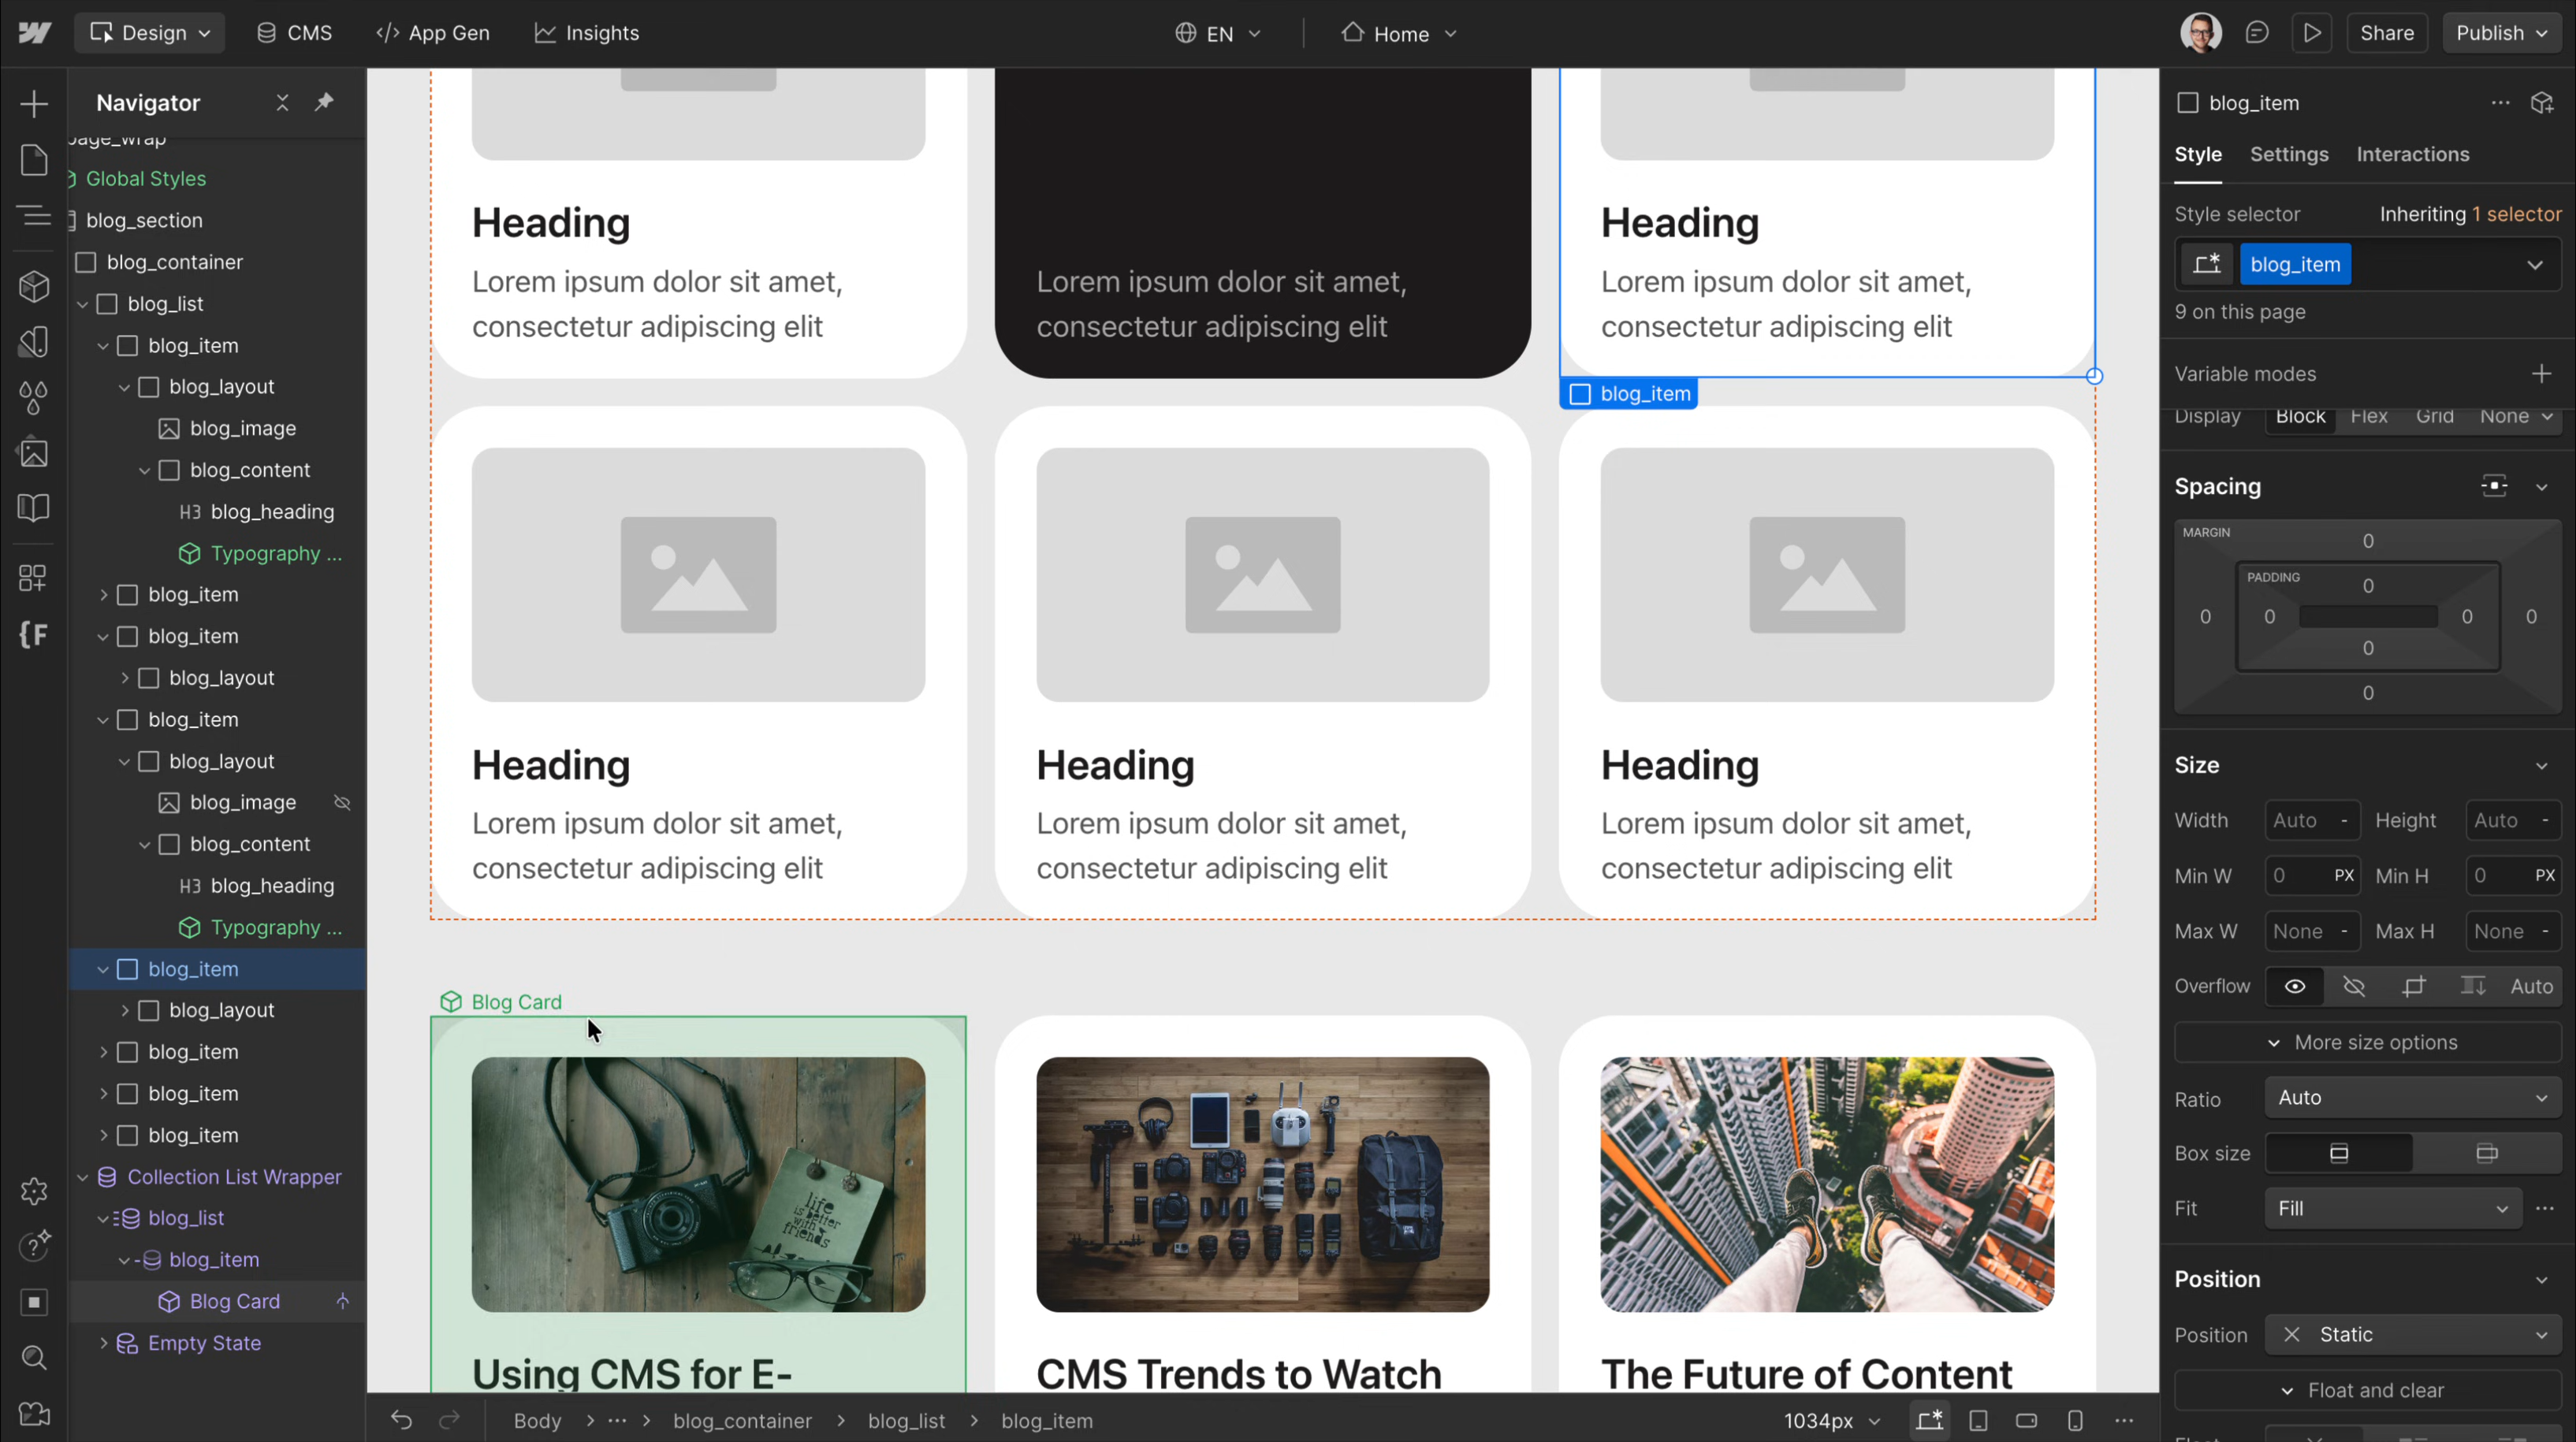 Design
CMS
App Gen
Insights
EN
Home
Share
Publish
Navigator
page_wrap
Global Styles
blog_section
blog_container
blog_list
blog_item
blog_layout
blog_image
blog_content
H3 blog_heading
Typography ...
blog_item
blog_item
blog_layout
blog_item
blog_layout
blog_image
blog_content
H3 blog_heading
Typography ...
blog_item
blog_layout
blog_item
blog_item
blog_item
Collection List Wrapper
blog_list
blog_item
Blog Card
Empty State
Heading
Lorem ipsum dolor sit amet,
consectetur adipiscing elit
Lorem ipsum dolor sit amet,
consectetur adipiscing elit
Heading
Lorem ipsum dolor sit amet,
consectetur adipiscing elit
blog_item
Heading
Lorem ipsum dolor sit amet,
consectetur adipiscing elit
Heading
Lorem ipsum dolor sit amet,
consectetur adipiscing elit
Heading
Lorem ipsum dolor sit amet,
consectetur adipiscing elit
Blog Card
life
is better
with
friends
Using CMS for E-
CMS Trends to Watch
The Future of Content
Body
...
blog_container
blog_list
blog_item
1034px
blog_item
Style
Settings
Interactions
Style selector
Inheriting 1 selector
blog_item
9 on this page
Variable modes
Display Block Flex Grid None
Spacing
MARGIN
0
PADDING
0
0 0 0 0
0
0
Size
Width Auto - Height Auto -
Min W 0 PX Min H 0 PX
Max W None - Max H None -
Overflow Auto
More size options
Ratio Auto
Box size
Fit Fill
Position
Position Static
Float and clear